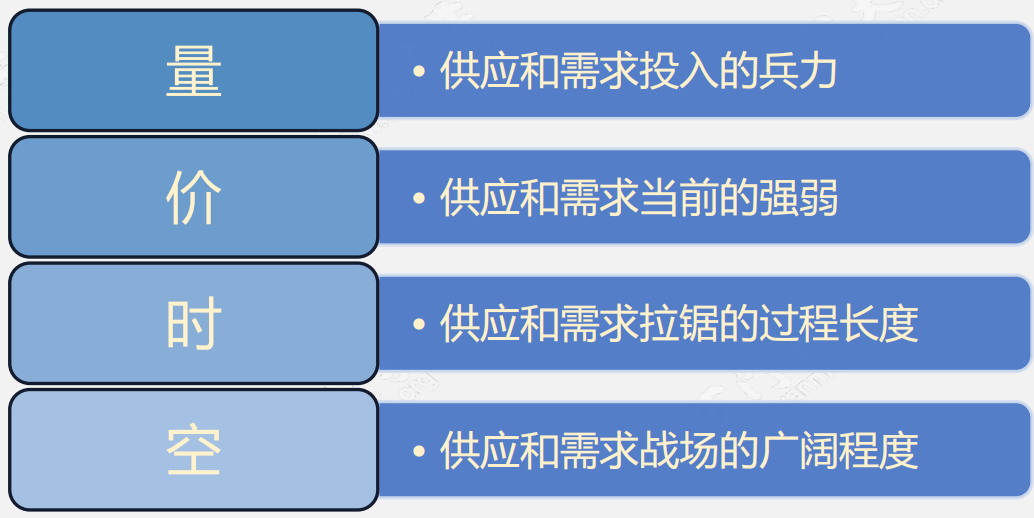 量
• 供应和需求投入的兵力
价
• 供应和需求当前的强弱
时
• 供应和需求拉锯的过程长度
空
• 供应和需求战场的广阔程度